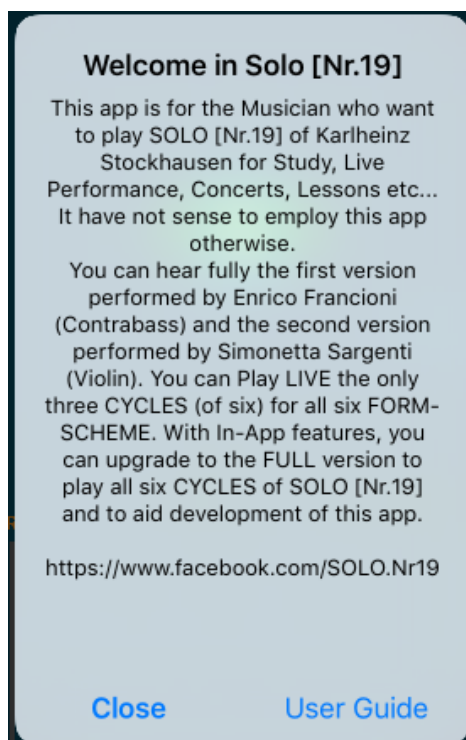 Welcome in Solo [Nr.19]
This app is for the Musician who want
to play SOLO [Nr.19] of Karlheinz
Stockhausen for Study, Live
Performance, Concerts, Lessons etc...
It have not sense to employ this app
otherwise.
You can hear fully the first version
performed by Enrico Francioni
(Contrabass) and the second version
performed by Simonetta Sargenti
(Violin). You can Play LIVE the only
three CYCLES (of six) for all six FORM-
SCHEME. With In-App features, you
can upgrade to the FULL version to
play all six CYCLES of SOLO [Nr.19]
and to aid development of this app.
https://www.facebook.com/SOLO.Nr19
Close
User Guide